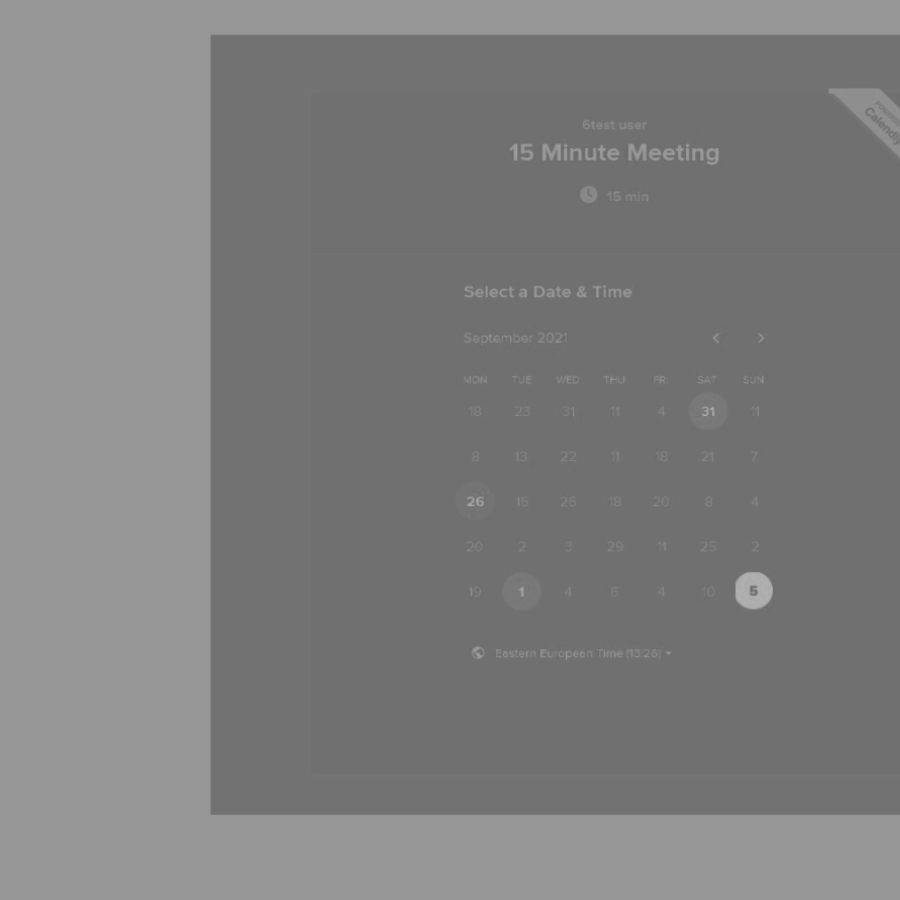 6test user
15 Minute Meeting
15 min
Calendly
Select a Date & Time
September 2021
MON TUE WED THU FRI SAT SUN
18 23 31 11 4 31 11
8 13 22 11 18 21 7
26 15 26 18 20 8 4
20 2 3 29 11 25 2
19 1 4 6 4 10 5
Eastern European Time (13:26)